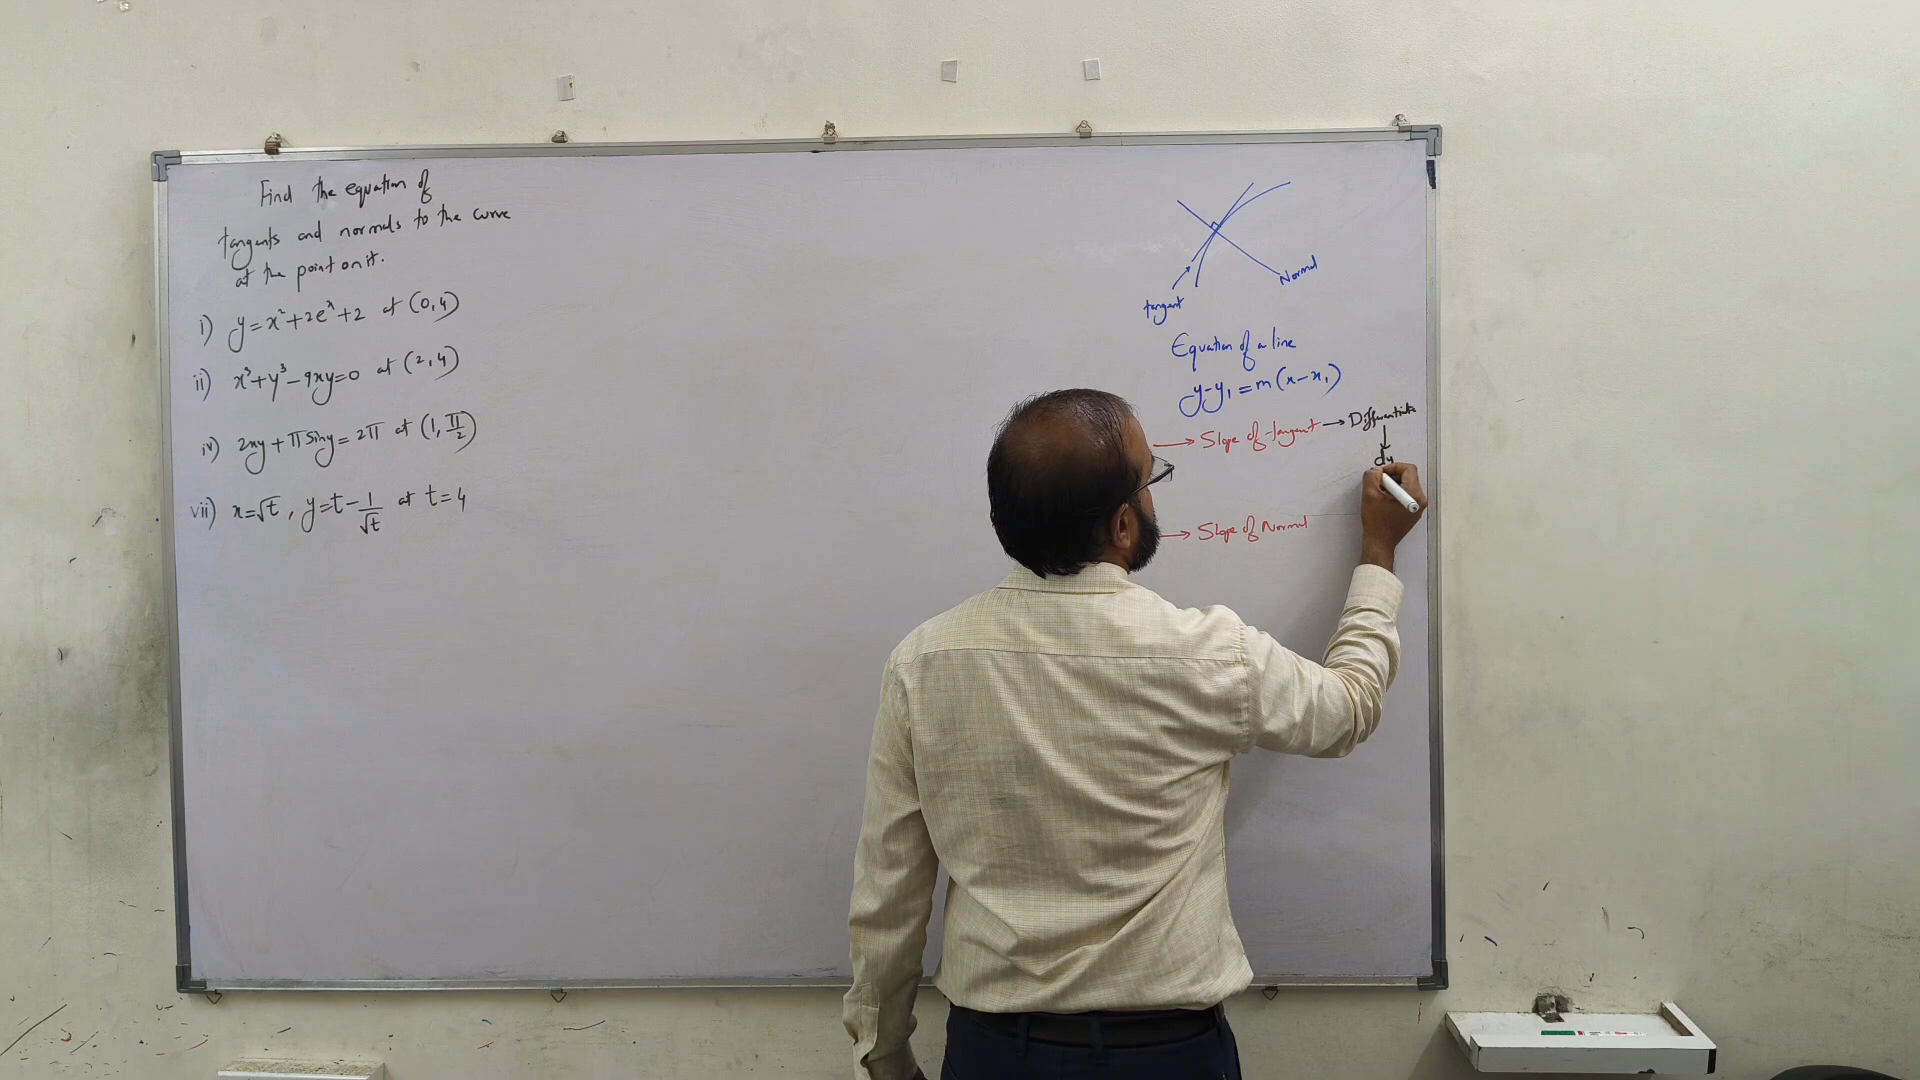 Find the equation of
tangents and normals to the curve
at the point on it.
i) y = x² + 2eˣ + 2 at (0,4)
ii) x³ + y³ - 9xy = 0 at (2,4)
iv) 2xy + π Siny = 2π at (1, π/2)
vii) x = √t, y = t - 1/√t at t = 4
Normal
tangent
Equation of a line
y - y₁ = m(x - x₁)
→ Slope of tangent → Differentiate
↓
dy
→ Slope of Normal